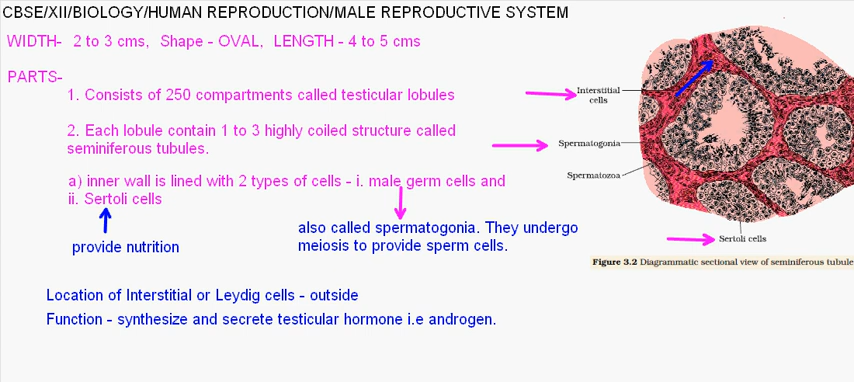 CBSE/XII/BIOLOGY/HUMAN REPRODUCTION/MALE REPRODUCTIVE SYSTEM
WIDTH- 2 to 3 cms, Shape - OVAL, LENGTH - 4 to 5 cms
PARTS-
1. Consists of 250 compartments called testicular lobules
2. Each lobule contain 1 to 3 highly coiled structure called
seminiferous tubules.
a) inner wall is lined with 2 types of cells - i. male germ cells and
ii. Sertoli cells
provide nutrition
also called spermatogonia. They undergo
meiosis to provide sperm cells.
Location of Interstitial or Leydig cells - outside
Function - synthesize and secrete testicular hormone i.e androgen.
Interstitial
cells
Spermatogonia
Spermatozoa
Sertoli cells
Figure 3.2 Diagrammatic sectional view of seminiferous tubule